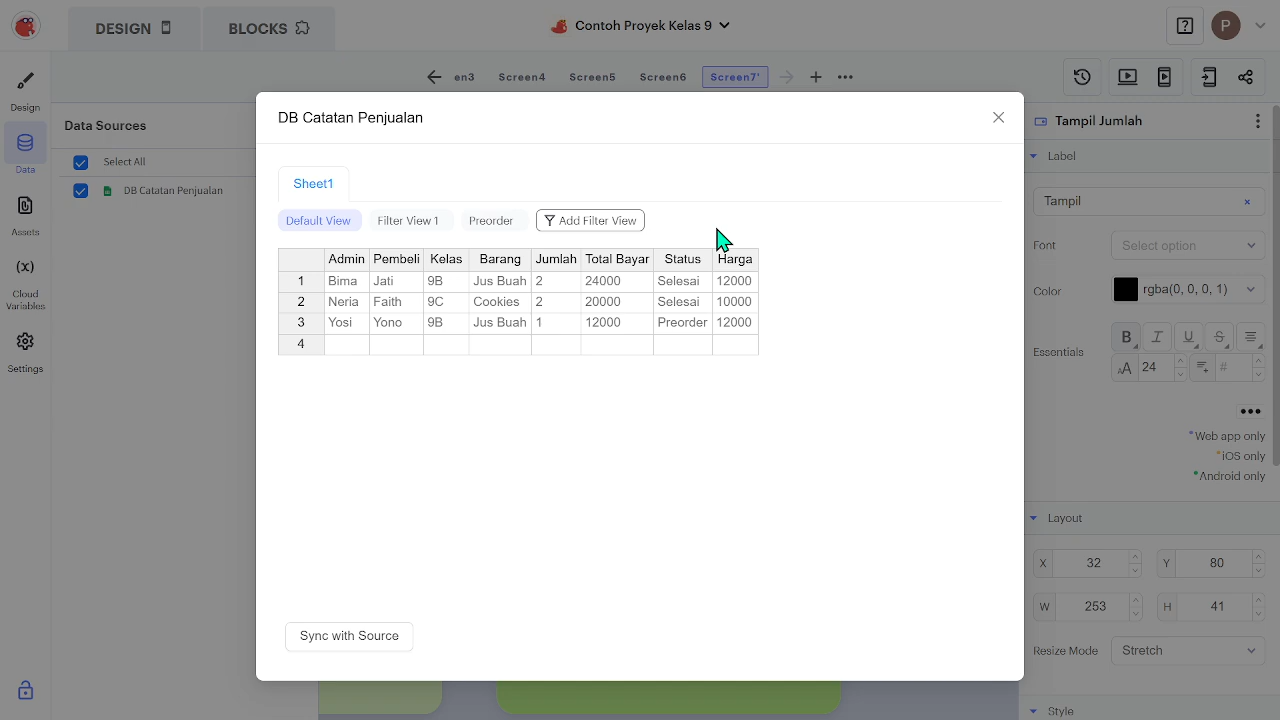 DESIGN
BLOCKS
Contoh Proyek Kelas 9
P
en3
Screen4
Screen5
Screen6
Screen7'
Design
Data
Assets
Cloud
Variables
Settings
Data Sources
Select All
DB Catatan Penjualan
DB Catatan Penjualan
Sheet1
Default View
Filter View 1
Preorder
Add Filter View
Admin Pembeli Kelas Barang Jumlah Total Bayar Status Harga
1 Bima Jati 9B Jus Buah 2 24000 Selesai 12000
2 Neria Faith 9C Cookies 2 20000 Selesai 10000
3 Yosi Yono 9B Jus Buah 1 12000 Preorder 12000
4
Sync with Source
Tampil Jumlah
Label
Tampil
Font
Select option
Color
rgba(0, 0, 0, 1)
Essentials
B I U S
AA 24 #
*Web app only
*iOS only
*Android only
Layout
X 32 Y 80
W 253 H 41
Resize Mode Stretch
Style